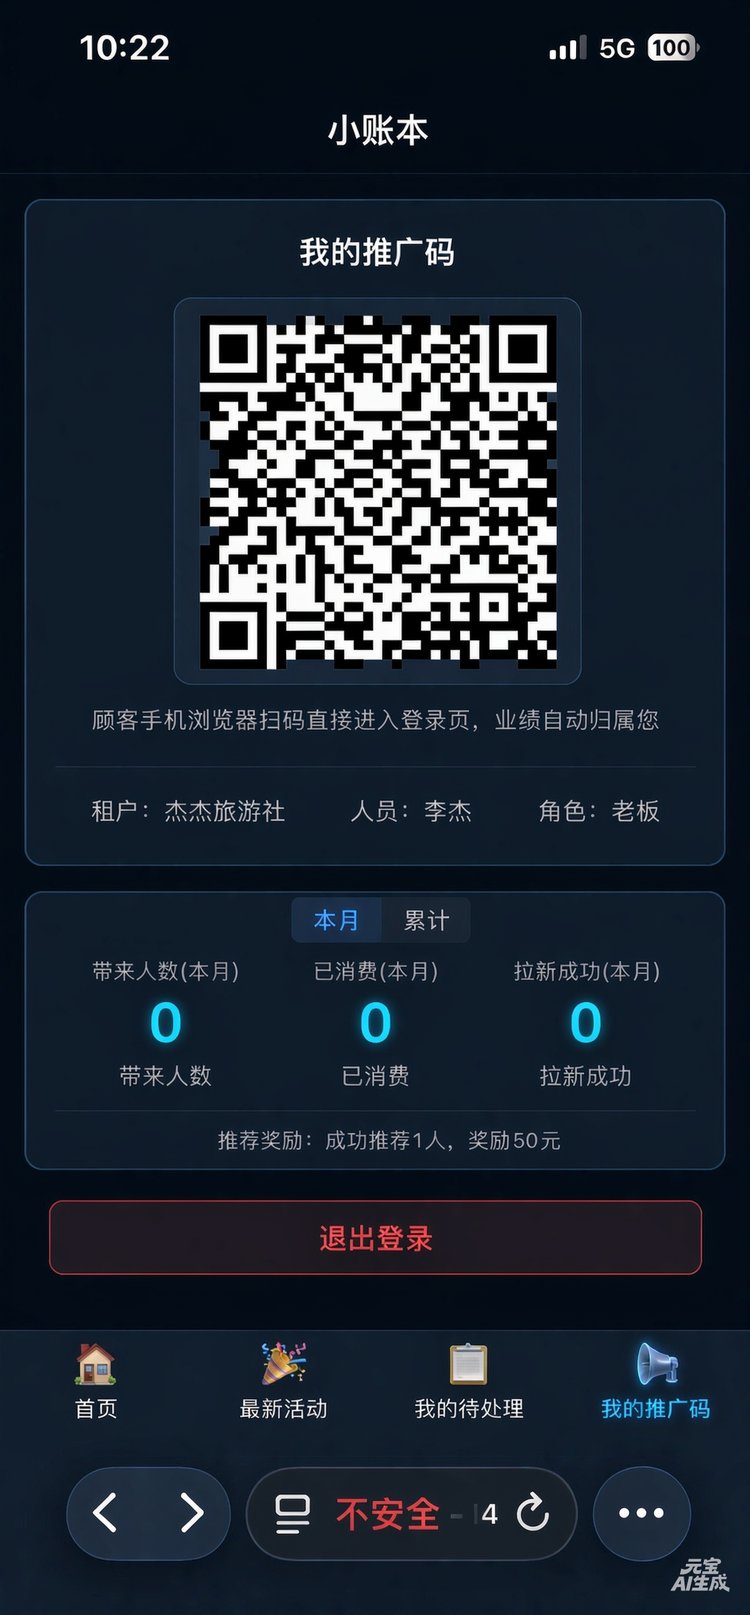 10:22 5G 100
小账本
我的推广码
顾客手机浏览器扫码直接进入登录页，业绩自动归属您
租户：杰杰旅游社 人员：李杰 角色：老板
本月 累计
带来人数(本月) 已消费(本月) 拉新成功(本月)
0 0 0
带来人数 已消费 拉新成功
推荐奖励：成功推荐1人，奖励50元
退出登录
首页 最新活动 我的待处理 我的推广码
不安全 - 4
元宝
AI生成